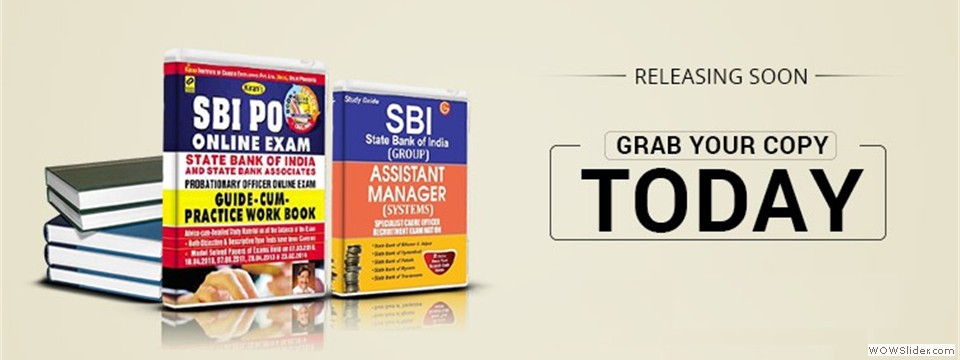 Kiran's
SBI PO
ONLINE EXAM
STATE BANK OF INDIA
AND STATE BANK ASSOCIATES
PROBATIONARY OFFICER ONLINE EXAM
GUIDE-CUM-
PRACTICE WORK BOOK
Study Guide
SBI
State Bank of India
(GROUP)
ASSISTANT
MANAGER
(SYSTEMS)
SPECIALIST CADRE OFFICER
RECRUITMENT EXAMINATION
RELEASING SOON
GRAB YOUR COPY
TODAY
WOWSlider.com